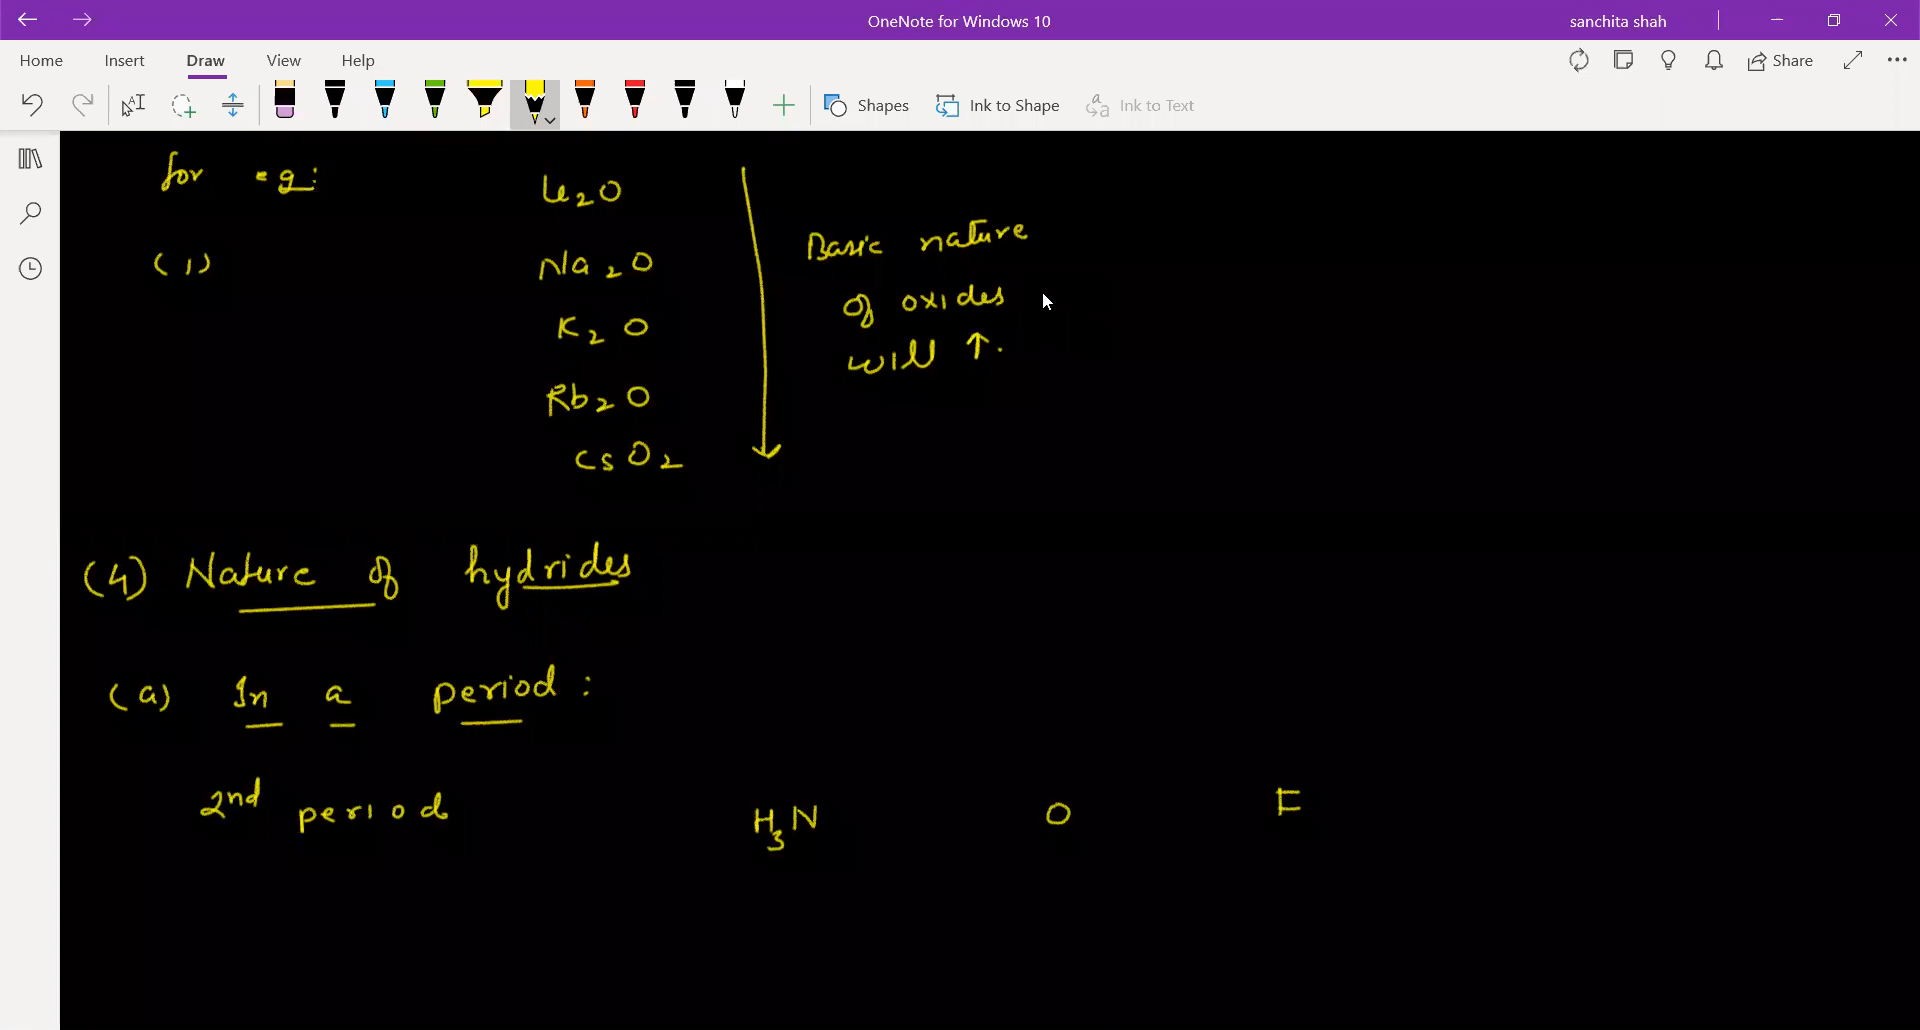 OneNote for Windows 10
sanchita shah
Home Insert Draw View Help
Share
Shapes Ink to Shape Ink to Text
for eg:
Li₂O
(1)
Na₂O
K₂O
Rb₂O
CsO₂
Basic nature
of oxides
will ↑.
(4) Nature of hydrides
(a) In a period:
2nd period H₃N O F